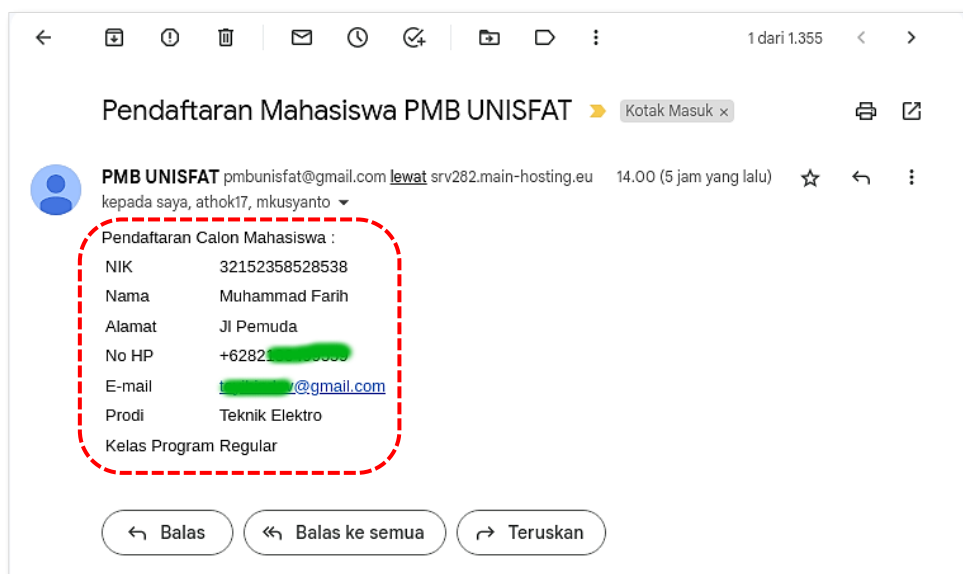 1 dari 1.355
Pendaftaran Mahasiswa PMB UNISFAT Kotak Masuk ×
PMB UNISFAT pmbunisfat@gmail.com lewat srv282.main-hosting.eu 14.00 (5 jam yang lalu)
kepada saya, athok17, mkusyanto
Pendaftaran Calon Mahasiswa :
NIK 32152358528538
Nama Muhammad Farih
Alamat Jl Pemuda
No HP +6282
E-mail @gmail.com
Prodi Teknik Elektro
Kelas Program Regular
Balas
Balas ke semua
Teruskan